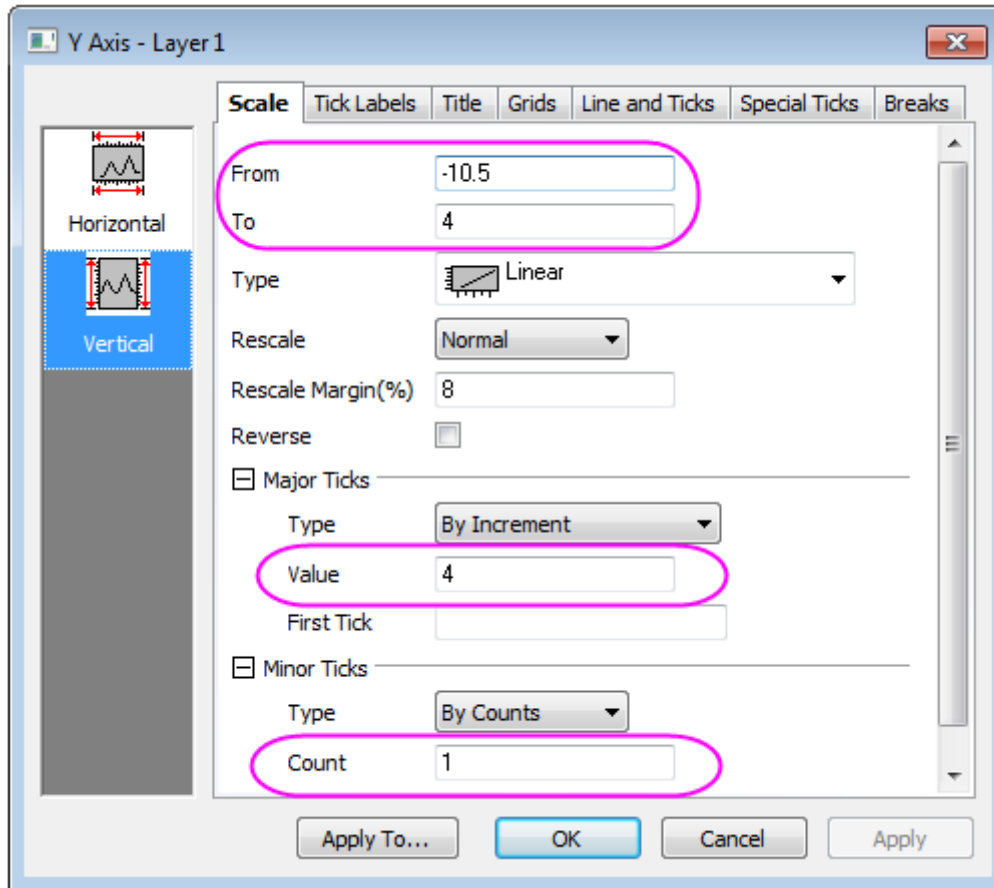 Y Axis - Layer 1
Scale Tick Labels Title Grids Line and Ticks Special Ticks Breaks
Horizontal
Vertical
From -10.5
To 4
Type Linear
Rescale Normal
Rescale Margin(%) 8
Reverse
Major Ticks
Type By Increment
Value 4
First Tick
Minor Ticks
Type By Counts
Count 1
Apply To... OK Cancel Apply